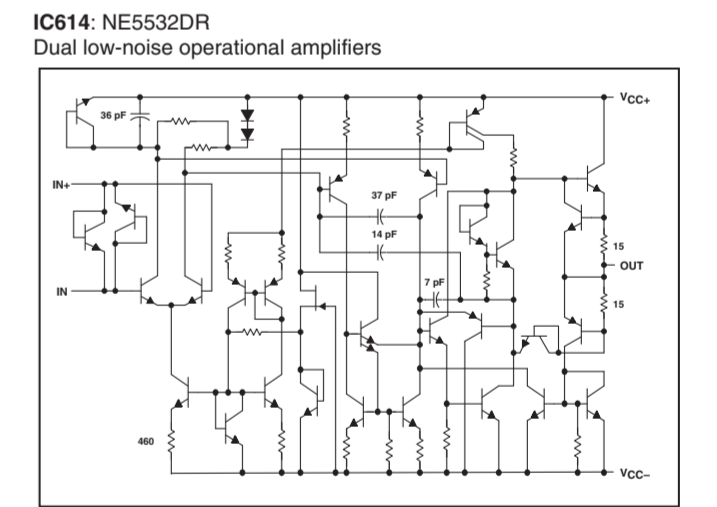 IC614: NE5532DR
Dual low-noise operational amplifiers
VCC+
36 pF
IN+
37 pF
14 pF
15
OUT
7 pF
IN
15
460
VCC−